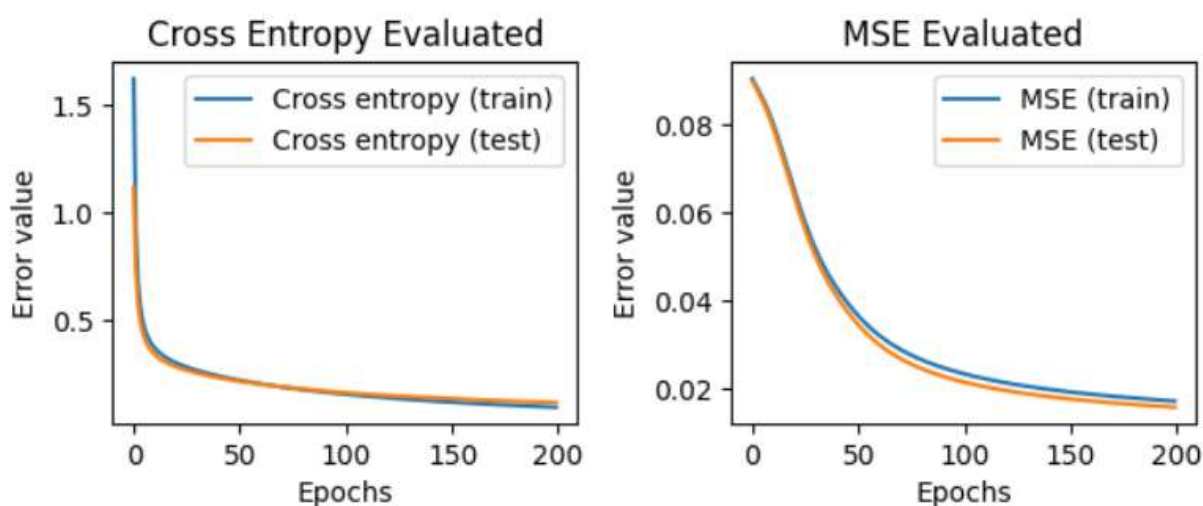 Cross Entropy Evaluated
Cross entropy (train)
Cross entropy (test)
Error value
1.5
1.0
0.5
0
50
100
150
200
Epochs
MSE Evaluated
MSE (train)
MSE (test)
Error value
0.08
0.06
0.04
0.02
0
50
100
150
200
Epochs